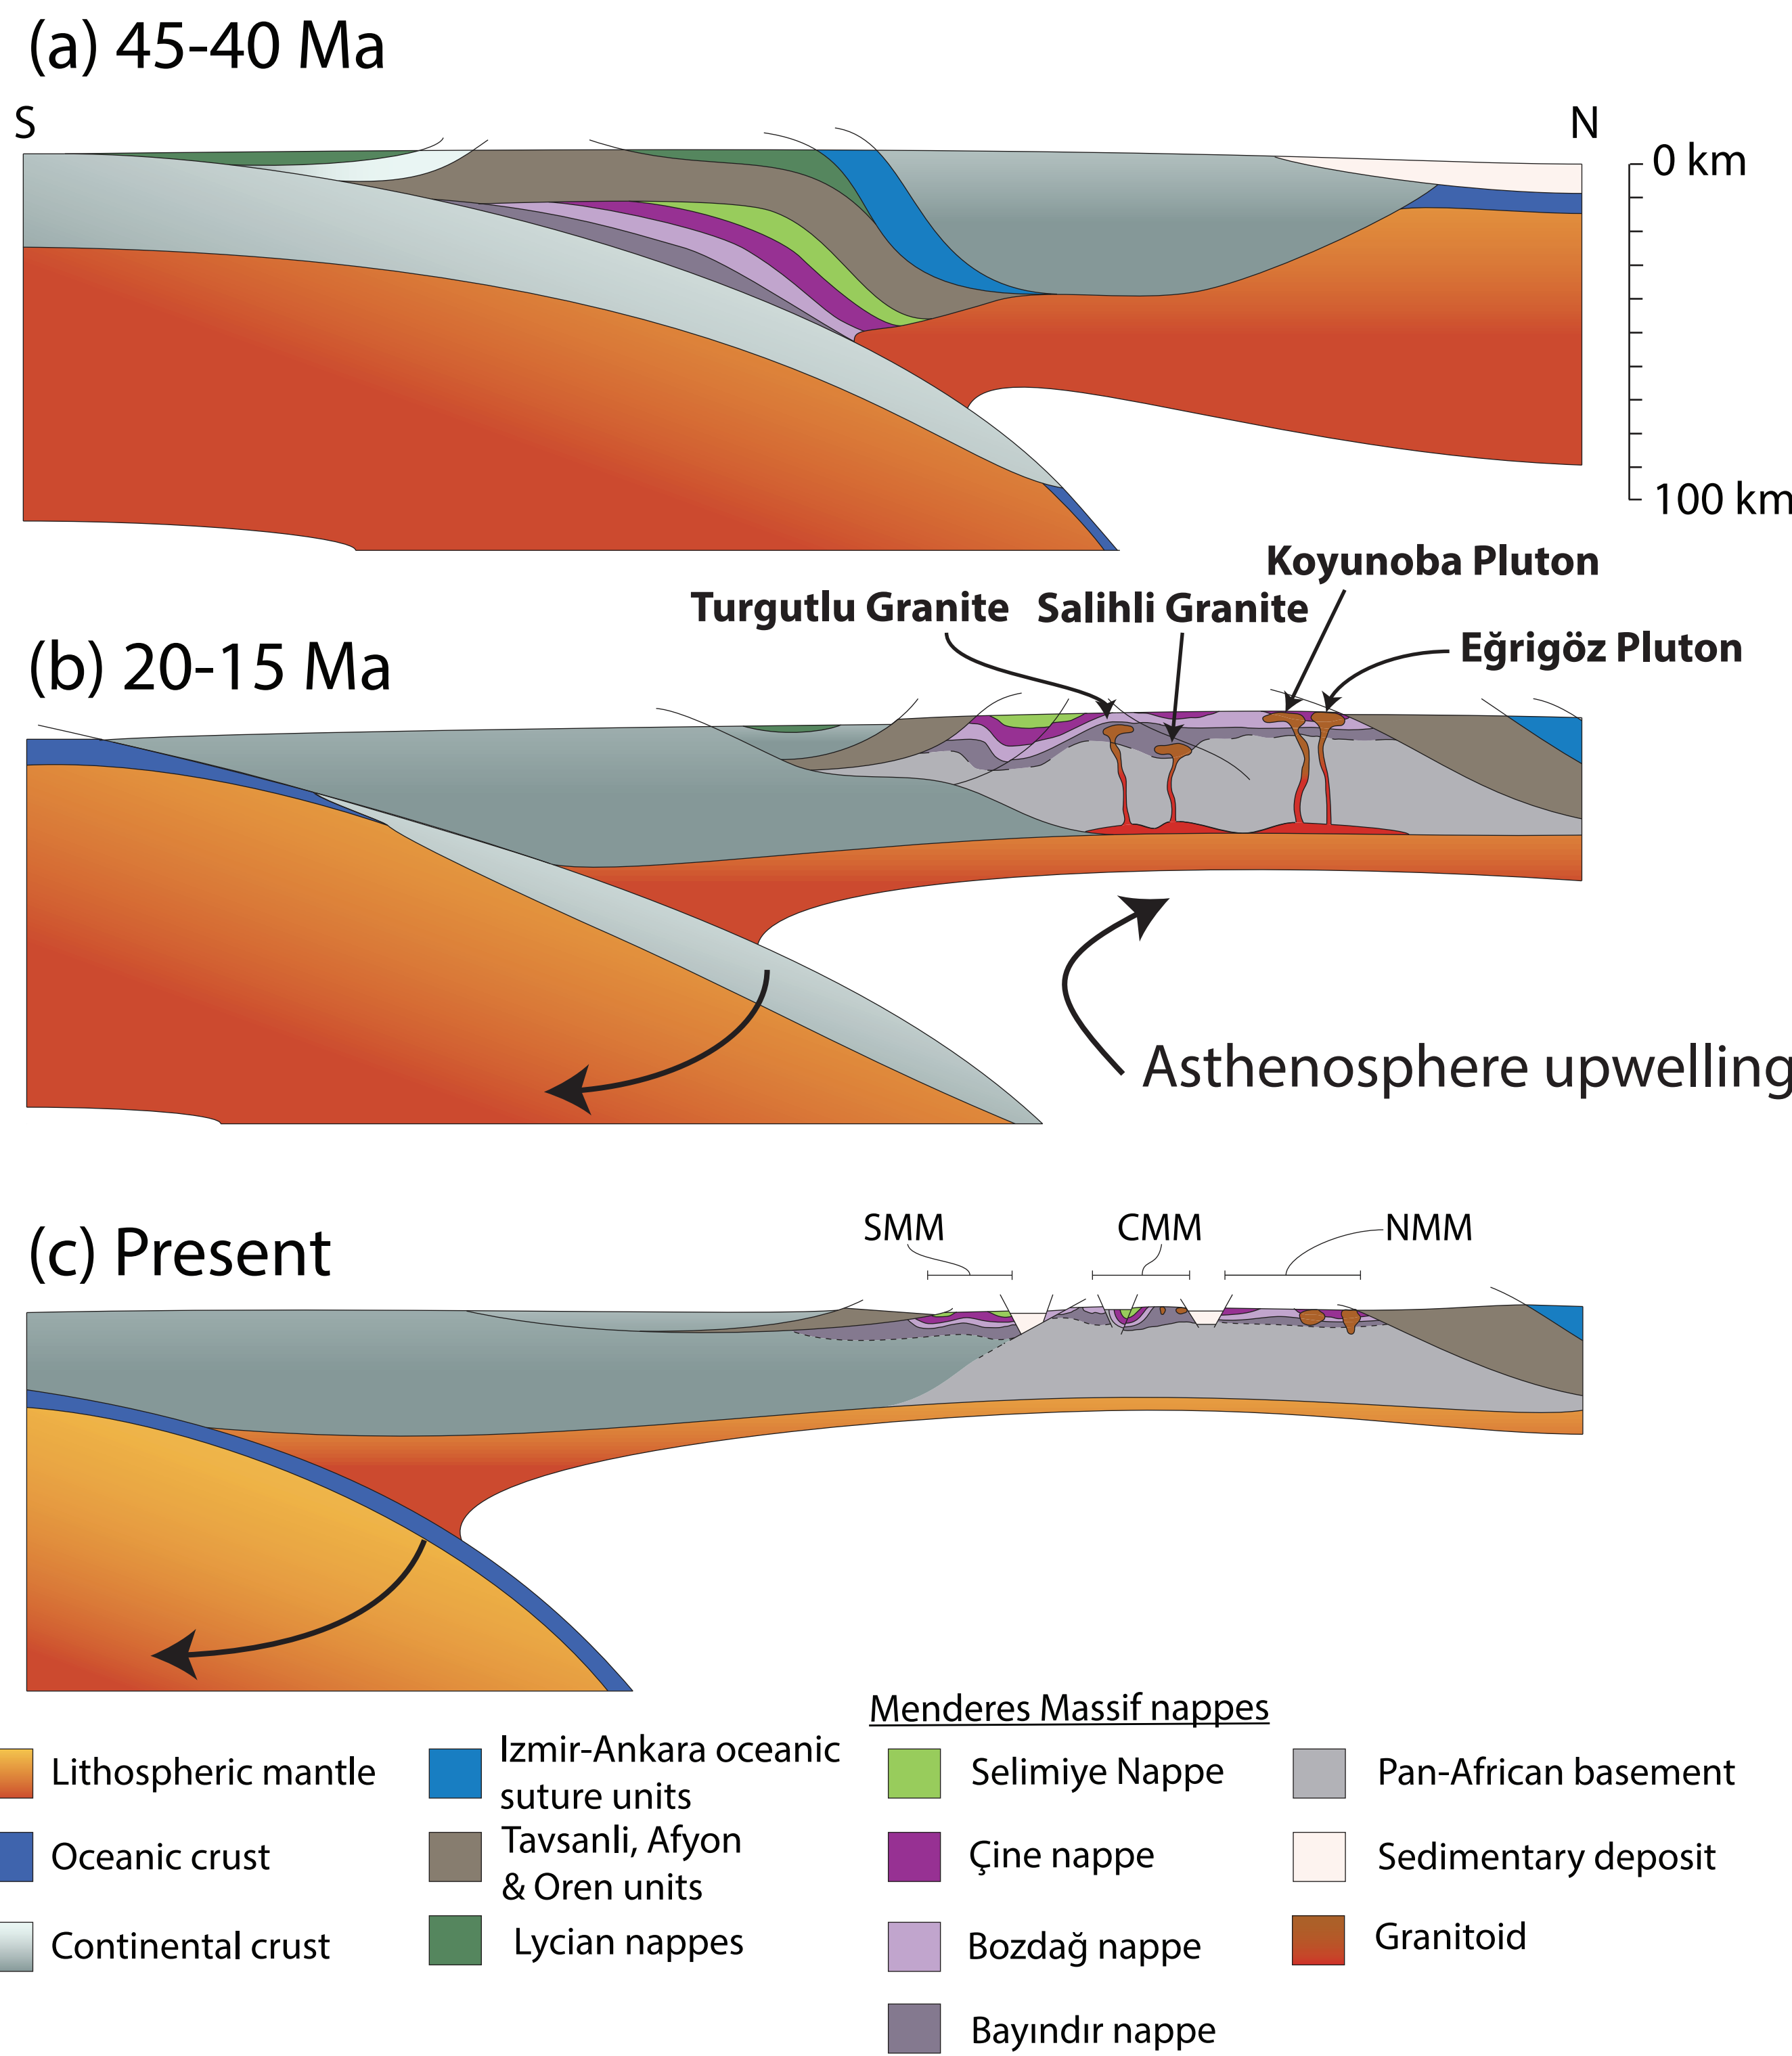 (a) 45-40 Ma
S
N
0 km
100 km
Koyunoba Pluton
Turgutlu Granite
Salihli Granite
Eğrigöz Pluton
(b) 20-15 Ma
Asthenosphere upwelling
(c) Present
SMM
CMM
NMM
Menderes Massif nappes
Lithospheric mantle
Oceanic crust
Continental crust
Izmir-Ankara oceanic
suture units
Tavsanli, Afyon
& Oren units
Lycian nappes
Selimiye Nappe
Çine nappe
Bozdağ nappe
Bayındır nappe
Pan-African basement
Sedimentary deposit
Granitoid